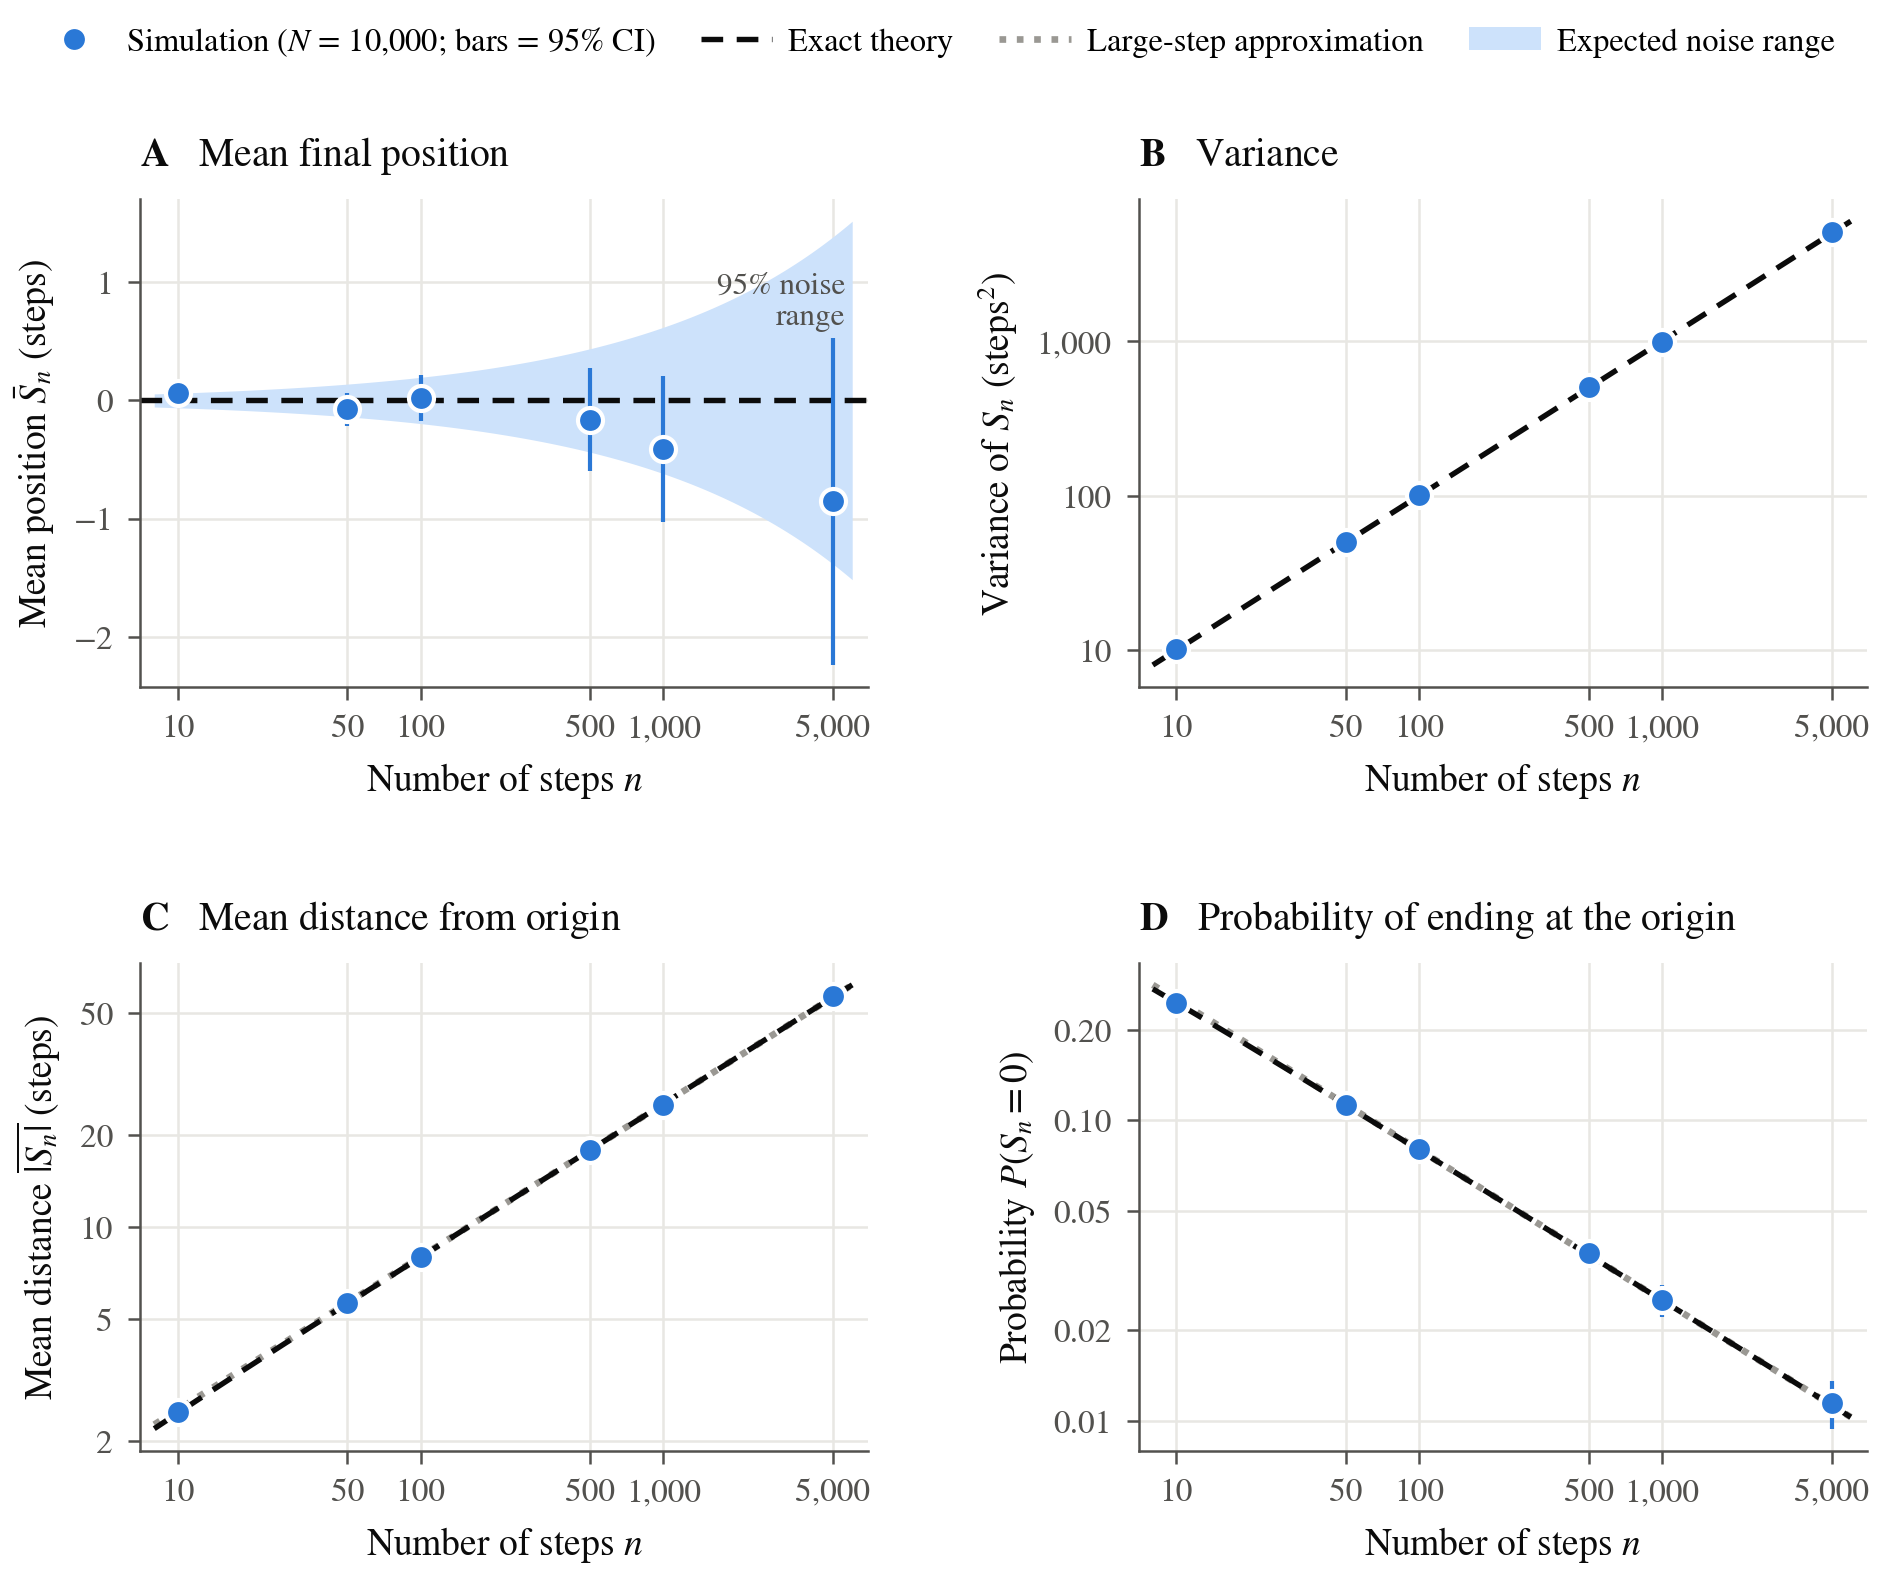 Simulation (N = 10,000; bars = 95% CI) Exact theory Large-step approximation Expected noise range
A Mean final position
Mean position S̄ₙ (steps)
1
0
−1
−2
95% noise
range
10 50 100 500 1,000 5,000
Number of steps n
B Variance
Variance of Sₙ (steps²)
1,000
100
10
10 50 100 500 1,000 5,000
Number of steps n
C Mean distance from origin
Mean distance |Sₙ|̅ (steps)
50
20
10
5
2
10 50 100 500 1,000 5,000
Number of steps n
D Probability of ending at the origin
Probability P(Sₙ=0)
0.20
0.10
0.05
0.02
0.01
10 50 100 500 1,000 5,000
Number of steps n